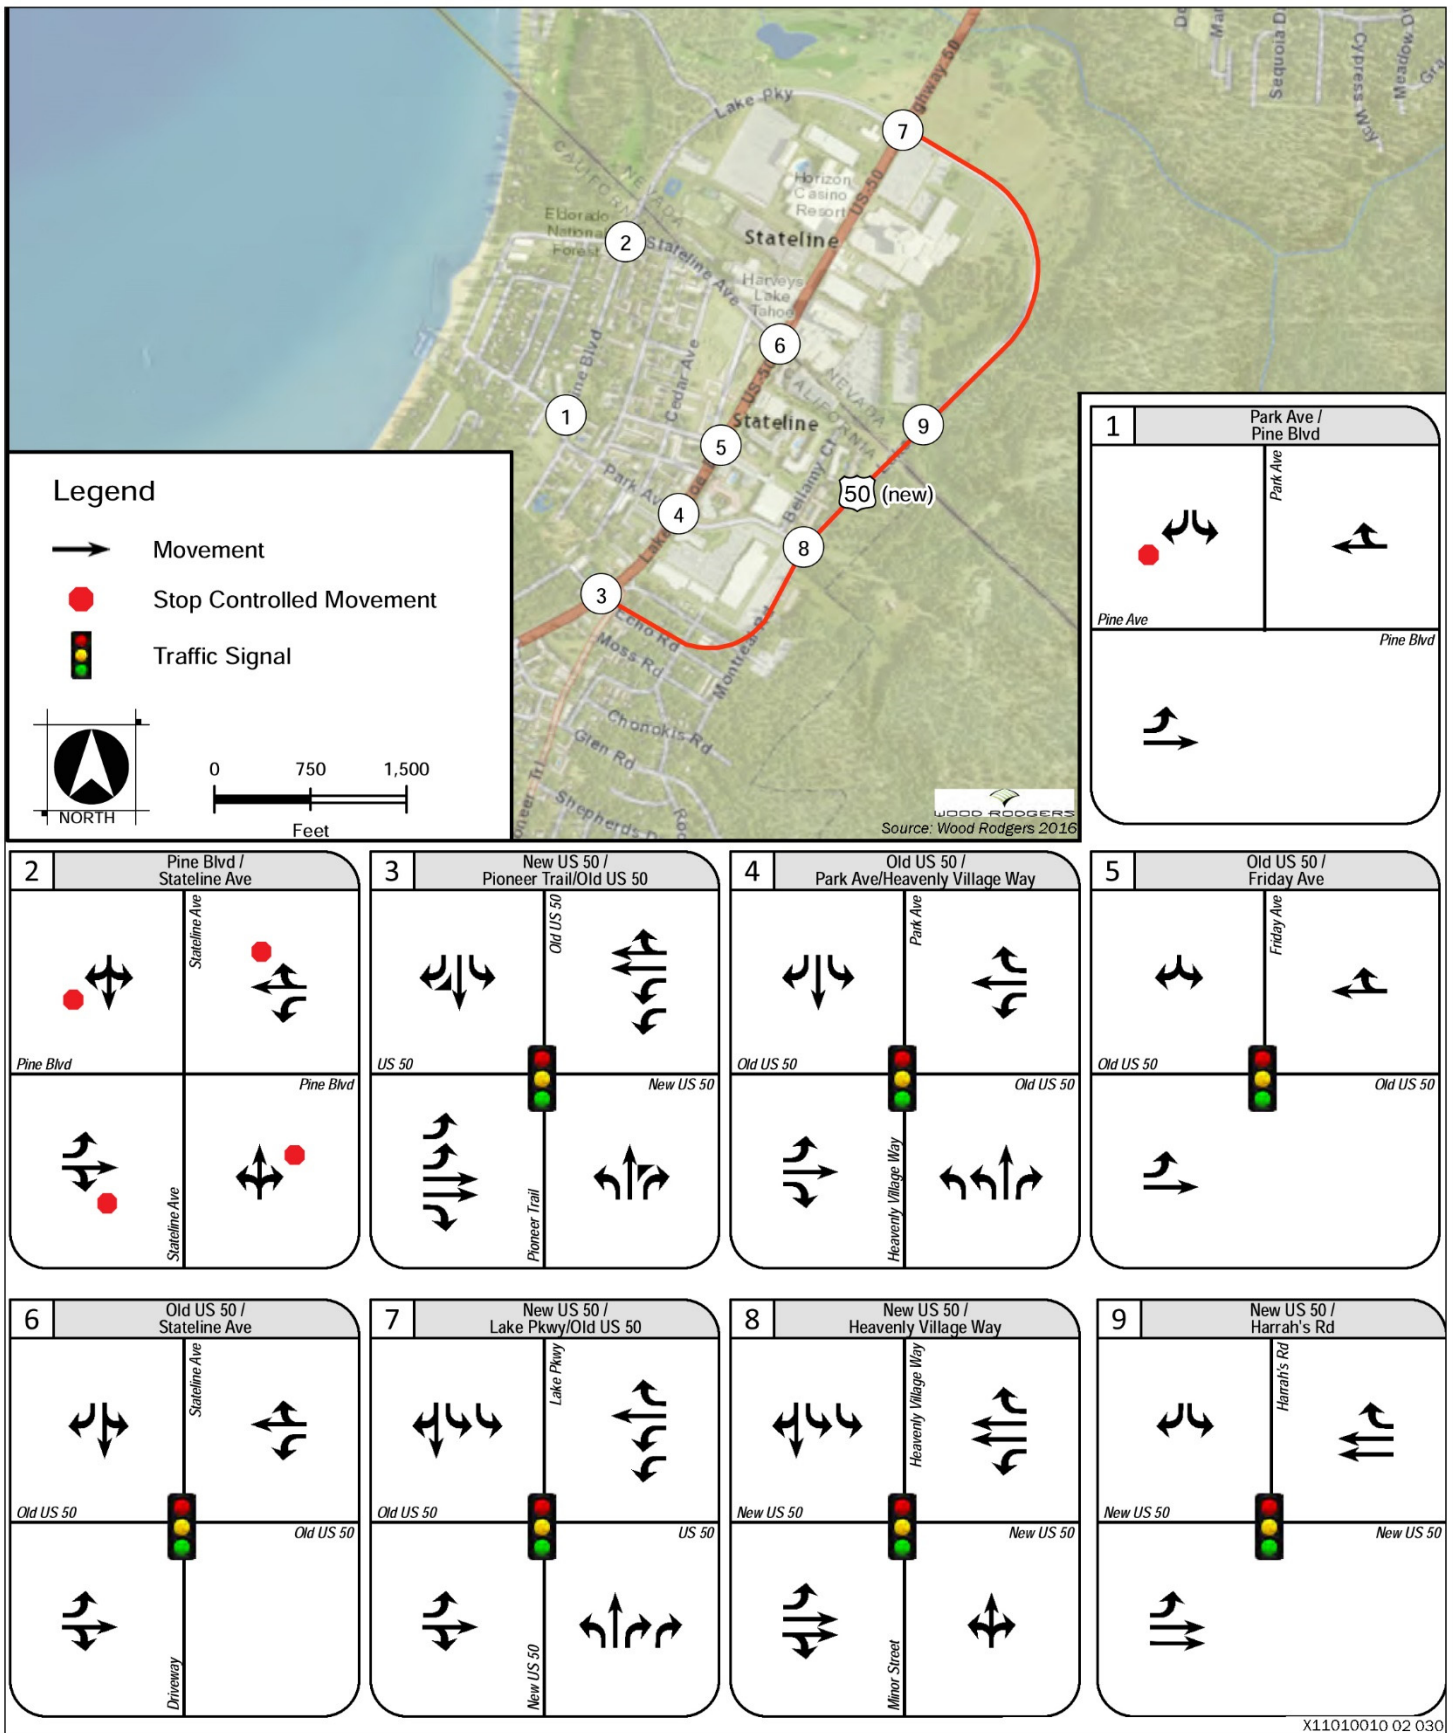 Lake Pky
Highway 50
Sequoia Dr
Cypress Way
Meadow
Gra
7
CALIFORNIA
NEVADA
Horizon
Casino
Resort
US-50
Eldorado
National
Forest
2
Stateline Ave
Stateline
Harveys
Lake
Tahoe
6
Pine Blvd
Cedar Ave
US-50
NEVADA
CALIFORNIA
1
Stateline
5
9
Park Ave
Bellamy Ct
50 (new)
4
8
Lake
3
Echo Rd
Moss Rd
Montreal Rd
Chonokis Rd
Glen Rd
Pioneer Trl
Shepherds D
WOOD RODGERS
Source: Wood Rodgers 2016
Legend
Movement
Stop Controlled Movement
Traffic Signal
NORTH
0 750 1,500
Feet
1
Park Ave /
Pine Blvd
Park Ave
Pine Ave
Pine Blvd
2
Pine Blvd /
Stateline Ave
Stateline Ave
Pine Blvd
Pine Blvd
Stateline Ave
3
New US 50 /
Pioneer Trail/Old US 50
Old US 50
US 50
New US 50
Pioneer Trail
4
Old US 50 /
Park Ave/Heavenly Village Way
Park Ave
Old US 50
Old US 50
Heavenly Village Way
5
Old US 50 /
Friday Ave
Friday Ave
Old US 50
Old US 50
6
Old US 50 /
Stateline Ave
Stateline Ave
Old US 50
Old US 50
Driveway
7
New US 50 /
Lake Pkwy/Old US 50
Lake Pkwy
Old US 50
US 50
New US 50
8
New US 50 /
Heavenly Village Way
Heavenly Village Way
New US 50
New US 50
Minor Street
9
New US 50 /
Harrah's Rd
Harrah's Rd
New US 50
New US 50
X11010010 02 030